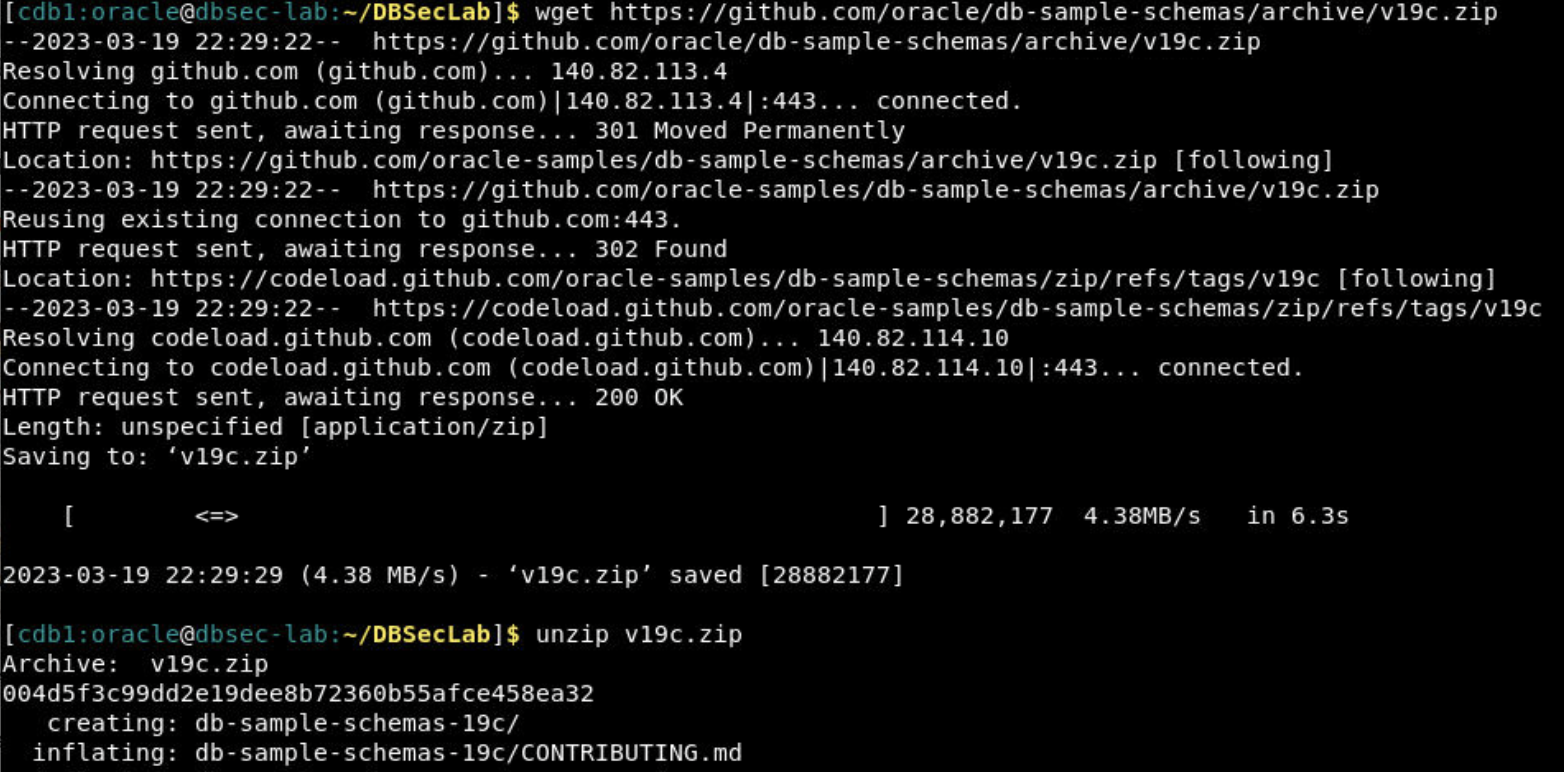 [cdb1:oracle@dbsec-lab:~/DBSecLab]$ wget https://github.com/oracle/db-sample-schemas/archive/v19c.zip
--2023-03-19 22:29:22--  https://github.com/oracle/db-sample-schemas/archive/v19c.zip
Resolving github.com (github.com)... 140.82.113.4
Connecting to github.com (github.com)|140.82.113.4|:443... connected.
HTTP request sent, awaiting response... 301 Moved Permanently
Location: https://github.com/oracle-samples/db-sample-schemas/archive/v19c.zip [following]
--2023-03-19 22:29:22--  https://github.com/oracle-samples/db-sample-schemas/archive/v19c.zip
Reusing existing connection to github.com:443.
HTTP request sent, awaiting response... 302 Found
Location: https://codeload.github.com/oracle-samples/db-sample-schemas/zip/refs/tags/v19c [following]
--2023-03-19 22:29:22--  https://codeload.github.com/oracle-samples/db-sample-schemas/zip/refs/tags/v19c
Resolving codeload.github.com (codeload.github.com)... 140.82.114.10
Connecting to codeload.github.com (codeload.github.com)|140.82.114.10|:443... connected.
HTTP request sent, awaiting response... 200 OK
Length: unspecified [application/zip]
Saving to: ‘v19c.zip’
    [        <=>                                           ] 28,882,177  4.38MB/s   in 6.3s
2023-03-19 22:29:29 (4.38 MB/s) - ‘v19c.zip’ saved [28882177]
[cdb1:oracle@dbsec-lab:~/DBSecLab]$ unzip v19c.zip
Archive:  v19c.zip
004d5f3c99dd2e19dee8b72360b55afce458ea32
   creating: db-sample-schemas-19c/
  inflating: db-sample-schemas-19c/CONTRIBUTING.md